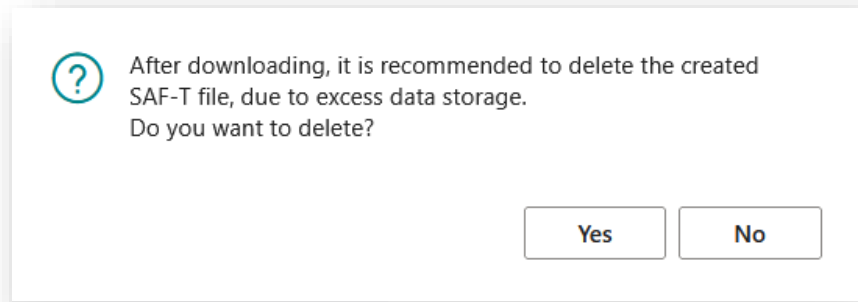 ?
After downloading, it is recommended to delete the created
SAF-T file, due to excess data storage.
Do you want to delete?
Yes
No